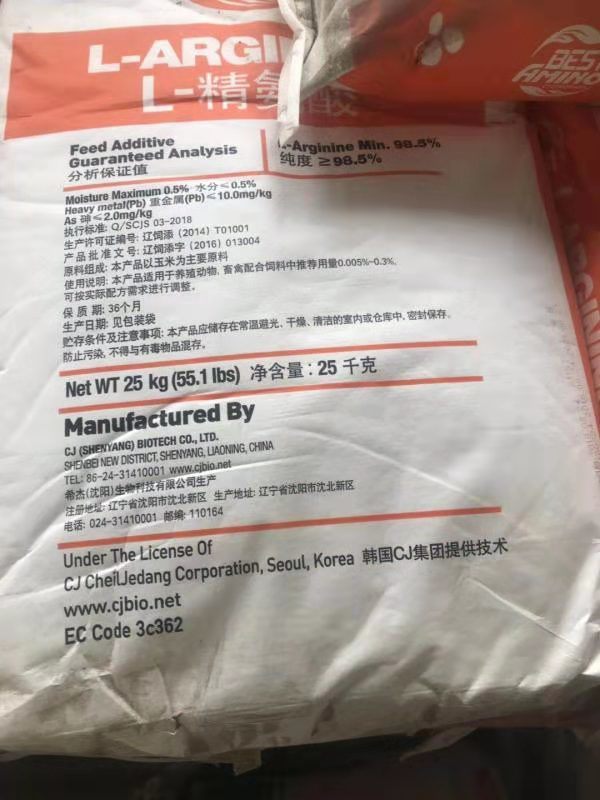 L-ARGI
BEST
AMINO
L-精氨酸
Feed Additive
Guaranteed Analysis
分析保证值
L-Arginine Min. 98.5%
纯度 ≥98.5%
Moisture Maximum 0.5% 水分≤0.5%
Heavy metal(Pb) 重金属(Pb)≤10.0mg/kg
As 砷≤2.0mg/kg
执行标准: Q/SCJS 03-2018
生产许可证编号: 辽饲添 (2014) T01001
产品批准文号: 辽饲添字 (2016) 013004
原料组成: 本产品以玉米为主要原料
使用说明: 本产品适用于养殖动物, 畜禽配合饲料中推荐用量0.005%-0.3%,
可按实际配方需求进行调整。
保质期: 36个月
生产日期: 见包装袋
贮存条件及注意事项: 本产品应储存在常温避光、干燥、清洁的室内或仓库中, 密封保存。
防止污染, 不得与有毒物品混存。
Net WT 25 kg (55.1 lbs) 净含量: 25 千克
Manufactured By
CJ (SHENYANG) BIOTECH CO., LTD.
SHENBEI NEW DISTRICT, SHENYANG, LIAONING, CHINA
TEL: 86-24-31410001 www.cjbio.net
希杰(沈阳)生物科技有限公司生产
注册地址: 辽宁省沈阳市沈北新区 生产地址: 辽宁省沈阳市沈北新区
电话: 024-31410001 邮编: 110164
Under The License Of
CJ CheilJedang Corporation, Seoul, Korea 韩国CJ集团提供技术
www.cjbio.net
EC Code 3c362